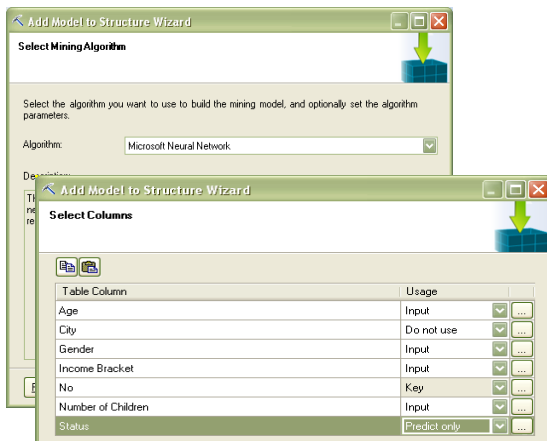 Add Model to Structure Wizard
Select Mining Algorithm
Select the algorithm you want to use to build the mining model, and optionally set the algorithm
parameters.
Algorithm: Microsoft Neural Network
Add Model to Structure Wizard
Select Columns
Table Column Usage
Age Input ...
City Do not use ...
Gender Input ...
Income Bracket Input ...
No Key ...
Number of Children Input ...
Status Predict only ...